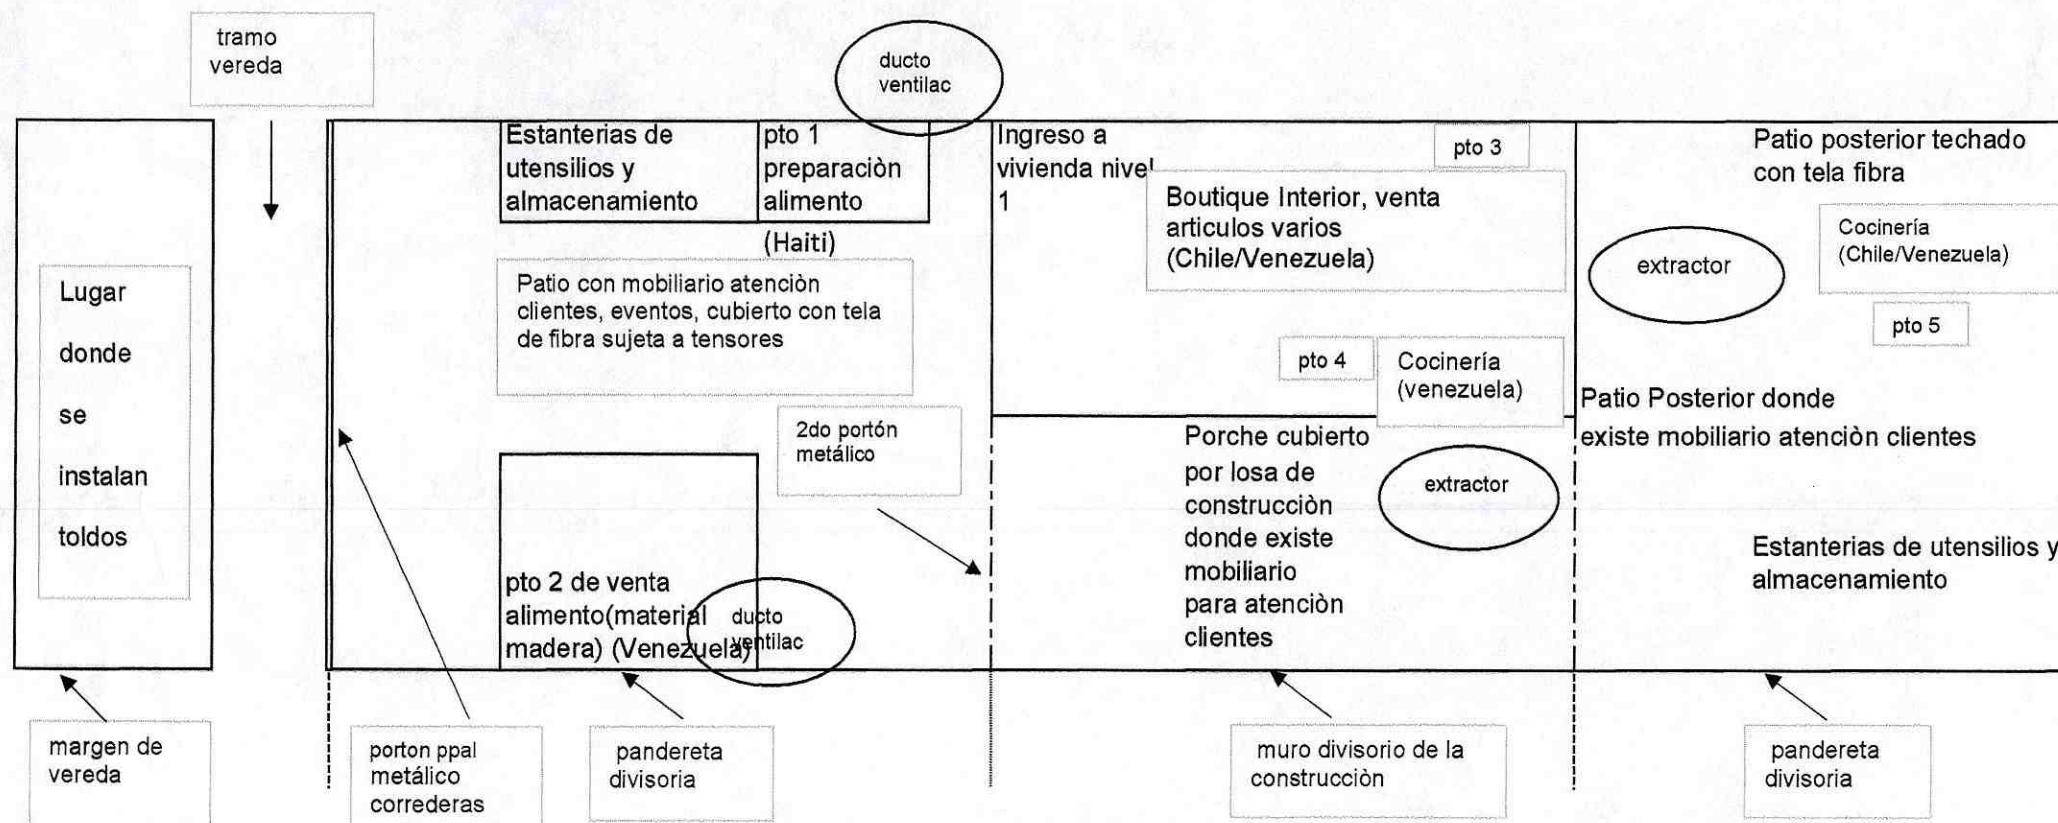 tramo
vereda
ducto
ventilac
Estanterias de
utensilios y
almacenamiento
pto 1
preparaciòn
alimento
(Haiti)
Ingreso a
vivienda nivel
1
pto 3
Boutique Interior, venta
articulos varios
(Chile/Venezuela)
Patio posterior techado
con tela fibra
Cocinería
(Chile/Venezuela)
extractor
pto 5
Lugar
donde
se
instalan
toldos
Patio con mobiliario atenciòn
clientes, eventos, cubierto con tela
de fibra sujeta a tensores
pto 4
Cocinería
(venezuela)
Patio Posterior donde
existe mobiliario atenciòn clientes
2do portón
metálico
Porche cubierto
por losa de
construcciòn
donde existe
mobiliario
para atenciòn
clientes
extractor
Estanterias de utensilios y
almacenamiento
pto 2 de venta
alimento(material
madera) (Venezuela)
ducto
ventilac
margen de
vereda
porton ppal
metálico
correderas
pandereta
divisoria
muro divisorio de la
construcciòn
pandereta
divisoria